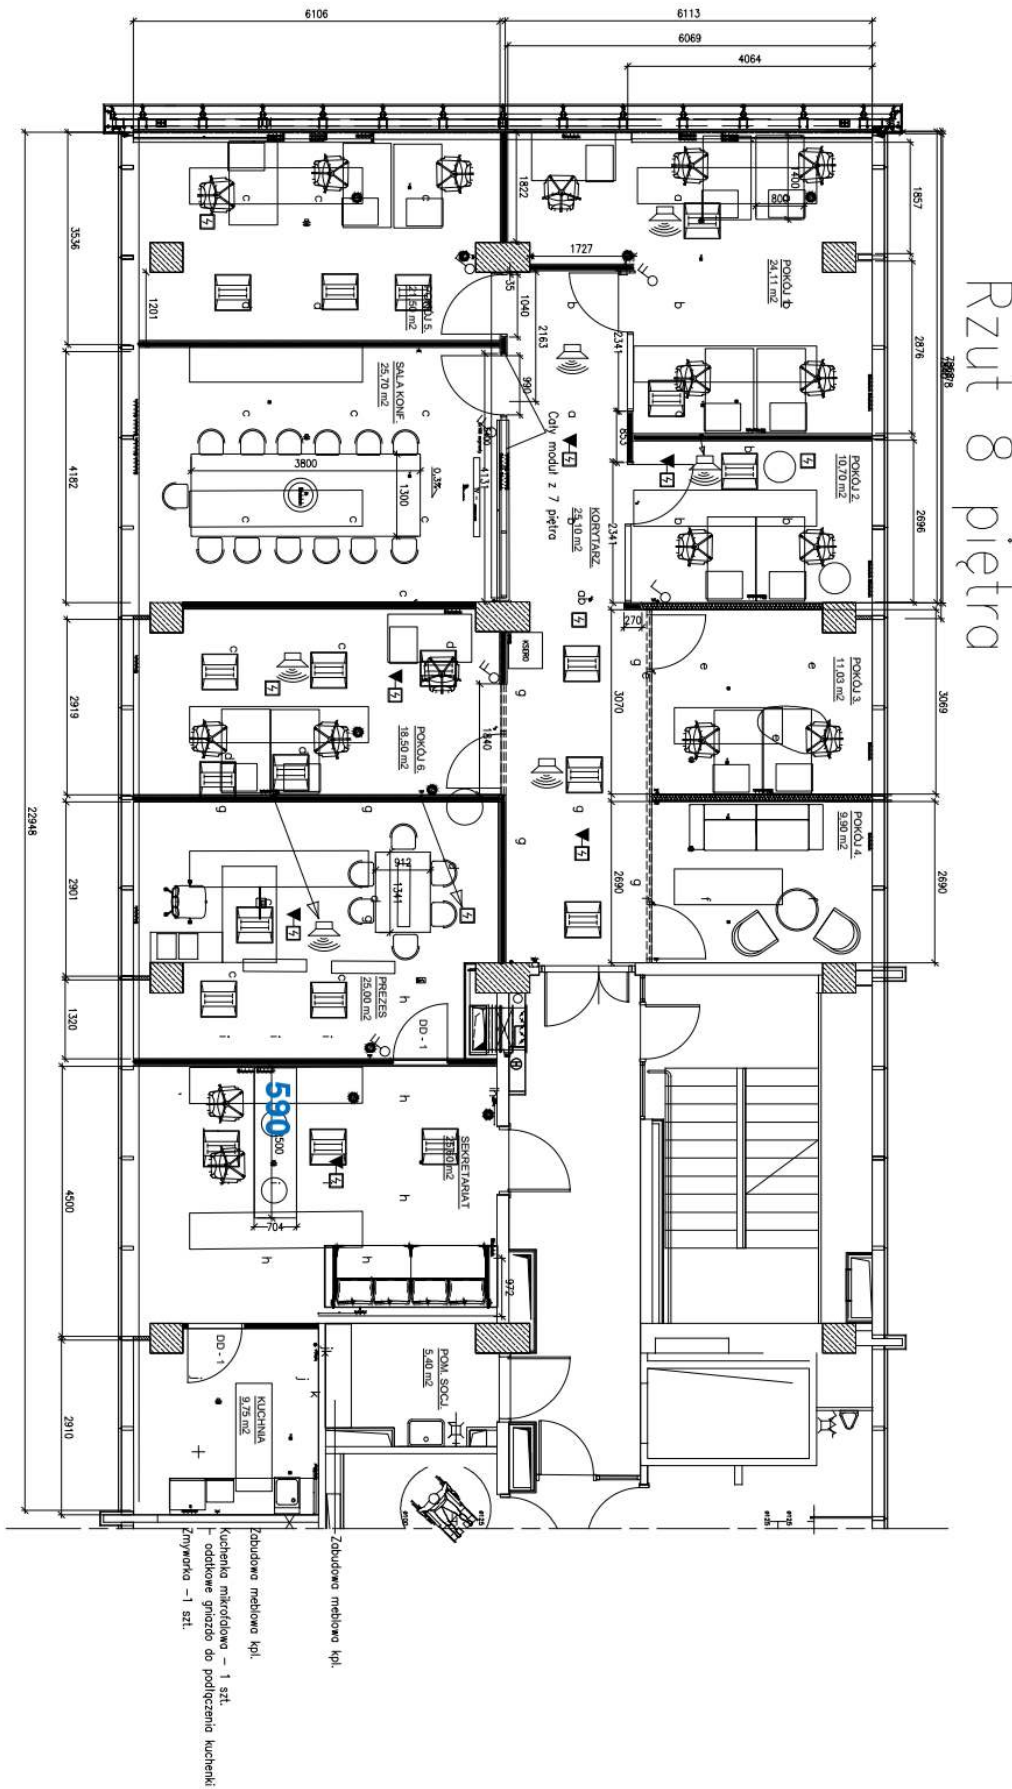 Rzut 8 piętra
6106
6113
6069
4064
1857
2876
2696
3069
2690
22948
3536
4182
2919
2901
1320
4500
2910
1201
1822
1727
1040
2163
990
2341
853
4131
2341
270
3070
2690
1840
400
800
POKÓJ 1.
24,11 m2
POKÓJ 5.
21,50 m2
SALA KONF.
25,70 m2
3800
1300
0,3%
Cały moduł z 7 piętra
KORYTARZ
25,10 m2
POKÓJ 2.
10,70 m2
POKÓJ 3.
11,03 m2
POKÓJ 4.
9,90 m2
KSERO
POKÓJ 6.
18,50 m2
912
1341
PREZES
25,00 m2
DD - 1
590
704
972
SEKRETARIAT
POM. SOCJ.
5,40 m2
DD - 1
KUCHNIA
9,75 m2
Zabudowa meblowa kpl.
Zabudowa meblowa kpl.
Kuchenka mikrofalowa - 1 szt.
odatkowe gniazdo do podłączenia kuchenki
Zmywarka -1 szt.